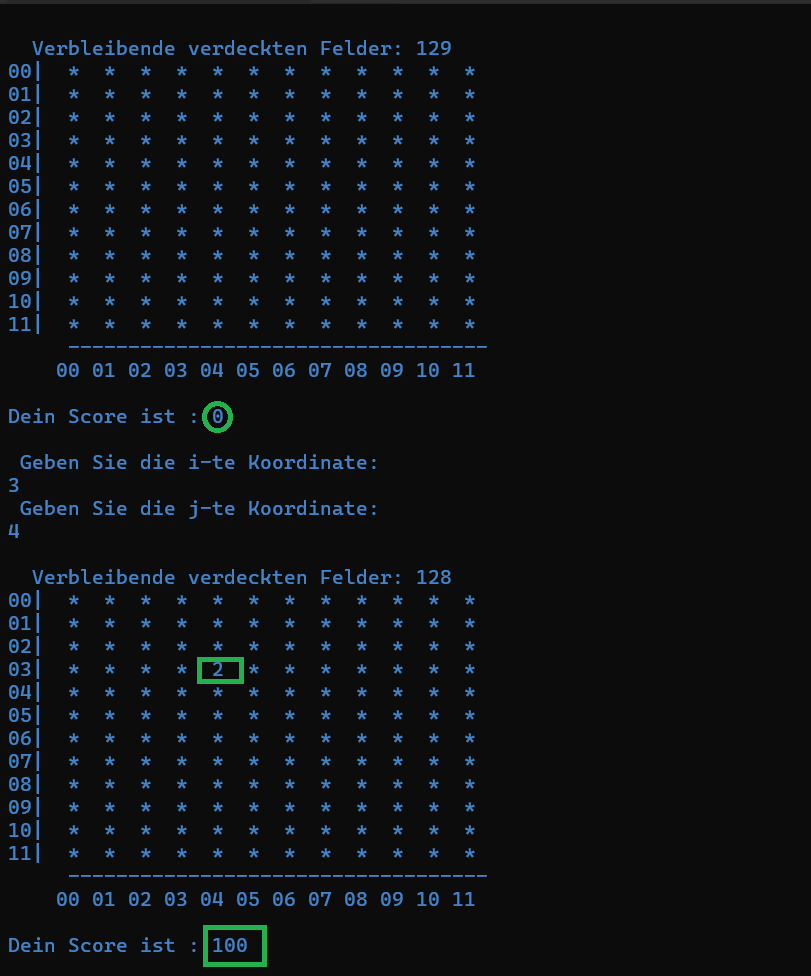 Verbleibende verdeckten Felder: 129
00|  *  *  *  *  *  *  *  *  *  *  *  *
01|  *  *  *  *  *  *  *  *  *  *  *  *
02|  *  *  *  *  *  *  *  *  *  *  *  *
03|  *  *  *  *  *  *  *  *  *  *  *  *
04|  *  *  *  *  *  *  *  *  *  *  *  *
05|  *  *  *  *  *  *  *  *  *  *  *  *
06|  *  *  *  *  *  *  *  *  *  *  *  *
07|  *  *  *  *  *  *  *  *  *  *  *  *
08|  *  *  *  *  *  *  *  *  *  *  *  *
09|  *  *  *  *  *  *  *  *  *  *  *  *
10|  *  *  *  *  *  *  *  *  *  *  *  *
11|  *  *  *  *  *  *  *  *  *  *  *  *
-----------------------------------
00 01 02 03 04 05 06 07 08 09 10 11
Dein Score ist : 0
Geben Sie die i-te Koordinate:
3
Geben Sie die j-te Koordinate:
4
Verbleibende verdeckten Felder: 128
00|  *  *  *  *  *  *  *  *  *  *  *  *
01|  *  *  *  *  *  *  *  *  *  *  *  *
02|  *  *  *  *  *  *  *  *  *  *  *  *
03|  *  *  *  *  2  *  *  *  *  *  *  *
04|  *  *  *  *  *  *  *  *  *  *  *  *
05|  *  *  *  *  *  *  *  *  *  *  *  *
06|  *  *  *  *  *  *  *  *  *  *  *  *
07|  *  *  *  *  *  *  *  *  *  *  *  *
08|  *  *  *  *  *  *  *  *  *  *  *  *
09|  *  *  *  *  *  *  *  *  *  *  *  *
10|  *  *  *  *  *  *  *  *  *  *  *  *
11|  *  *  *  *  *  *  *  *  *  *  *  *
-----------------------------------
00 01 02 03 04 05 06 07 08 09 10 11
Dein Score ist : 100